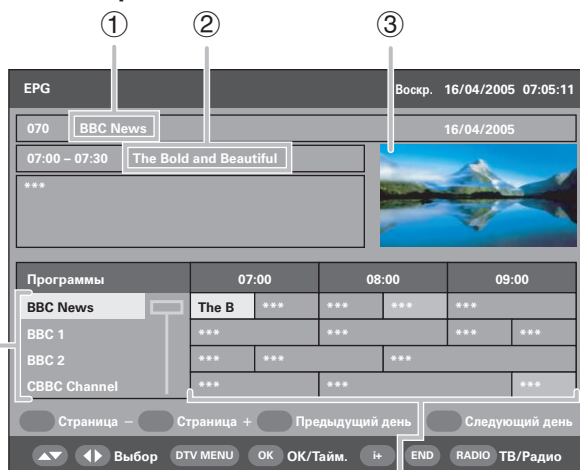 ① ② ③
EPG Воскр. 16/04/2005 07:05:11
070 BBC News 16/04/2005
07:00 – 07:30 The Bold and Beautiful
***
Программы 07:00 08:00 09:00
BBC News The B *** *** *** ***
BBC 1 *** *** *** ***
BBC 2 *** *** ***
CBBC Channel *** *** ***
Страница – Страница + Предыдущий день Следующий день
Выбор DTV MENU OK ОК/Тайм. i+ END RADIO ТВ/Радио